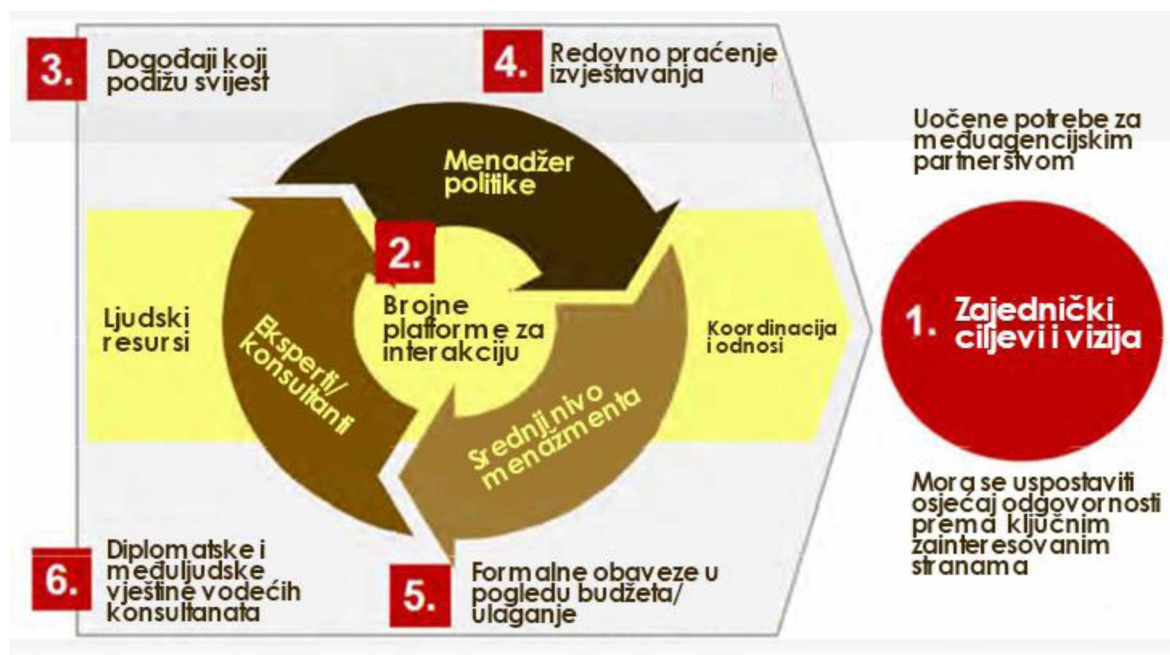 3.
Događaji koji
podižu svijest
4.
Redovno praćenje
izvještavanja
Uočene potrebe za
međuagencijskim
partnerstvom
Menadžer
politike
2.
Brojne
platforme za
interakciju
Ljudski
resursi
Eksperti/
konsultanti
Koordinacija
i odnosi
1.
Zajednički
ciljevi i vizija
Srednji nivo
menažmenta
Mora se uspostaviti
osjećaj odgovornosti
prema ključnim
zainteresovanim
stranama
6.
Diplomatske i
međuljudske
vještine vodećih
konsultanata
5.
Formalne obaveze u
pogledu budžeta/
ulaganje